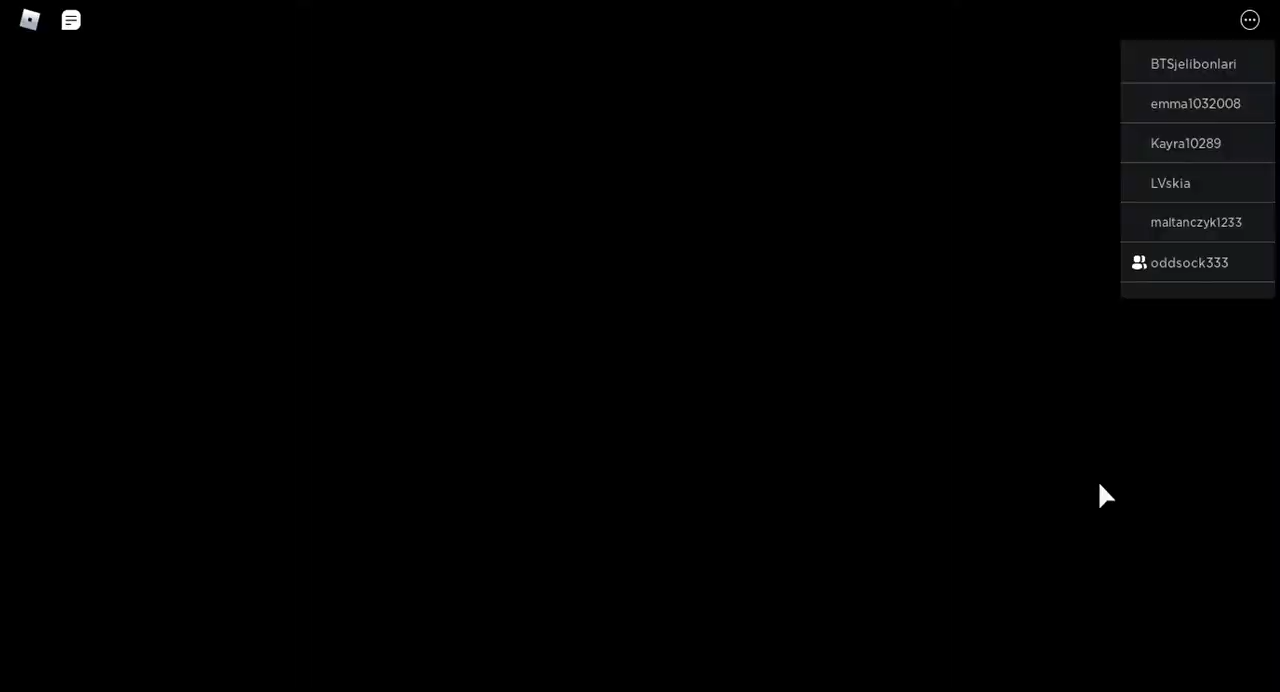 BTSjelibonlari
emma1032008
Kayra10289
LVskia
maltanczyk1233
oddsock333